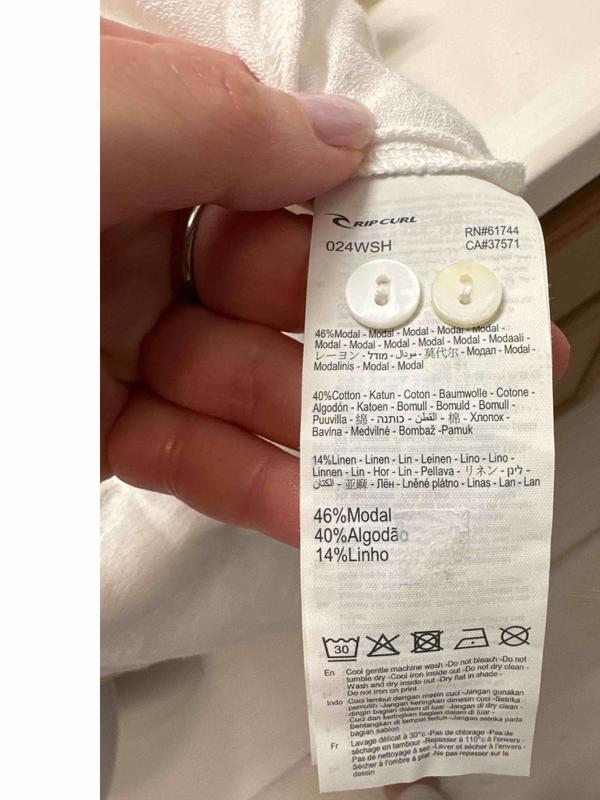 RIP CURL
024WSH
RN#61744
CA#37571
46%Modal - Modal - Modal - Modal - Modal -
Modal - Modal - Modal - Modal - Modal - Modaali -
レーヨン - מודל - مودال - 莫代尔 - Модал - Modal -
Modalinis - Modal - Modal
40%Cotton - Katun - Coton - Baumwolle - Cotone -
Algodón - Katoen - Bomull - Bomuld - Bomull -
Puuvilla - 綿 - כותנה - القطن - 棉 - Хлопок -
Bavlna - Medvilnė - Bombaž -Pamuk
14%Linen - Linen - Lin - Leinen - Lino - Lino -
Linnen - Lin - Hor - Lin - Pellava - リネン - לינן -
الكتان - 亚麻 - Лён - Lněné plátno - Linas - Lan - Lan
46%Modal
40%Algodão
14%Linho
30
En Cool gentle machine wash -Do not bleach -Do not
tumble dry -Cool iron inside out -Do not dry clean -
Wash and dry inside out -Dry flat in shade -
Do not iron on print
Indo Cuci lembut dengan mesin cuci -Jangan gunakan
pemutih -Jangan keringkan dimesin cuci -Setrika
dingin bagian dalam di luar -Jangan di dry clean -
Cuci dan keringkan bagian dalam di luar -
Bentangkan di tempat teduh -Jangan setrika pada
bagian sablon
Fr Lavage délicat à 30°c -Pas de chlorage -Pas de
séchage en tambour -Repasser à 110°c à l'envers -
Pas de nettoyage à sec -Laver et sécher à l'envers -
Sécher à l'ombre à plat -Ne pas repasser sur le
dessin